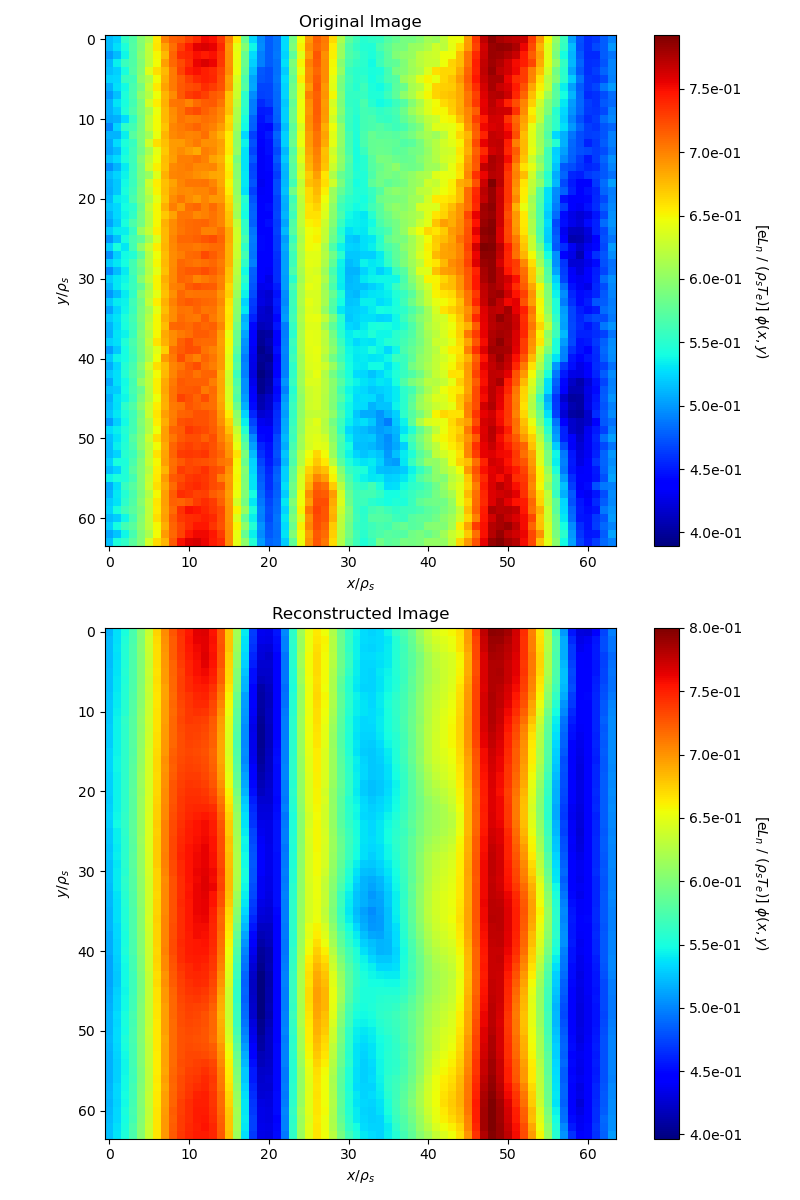 Original Image
0
10
20
30
40
50
60
y/ρs
0 10 20 30 40 50 60
x/ρs
7.5e-01
7.0e-01
6.5e-01
6.0e-01
5.5e-01
5.0e-01
4.5e-01
4.0e-01
[eLn / (ρsTe)] ϕ(x, y)
Reconstructed Image
0
10
20
30
40
50
60
y/ρs
0 10 20 30 40 50 60
x/ρs
8.0e-01
7.5e-01
7.0e-01
6.5e-01
6.0e-01
5.5e-01
5.0e-01
4.5e-01
4.0e-01
[eLn / (ρsTe)] ϕ(x, y)